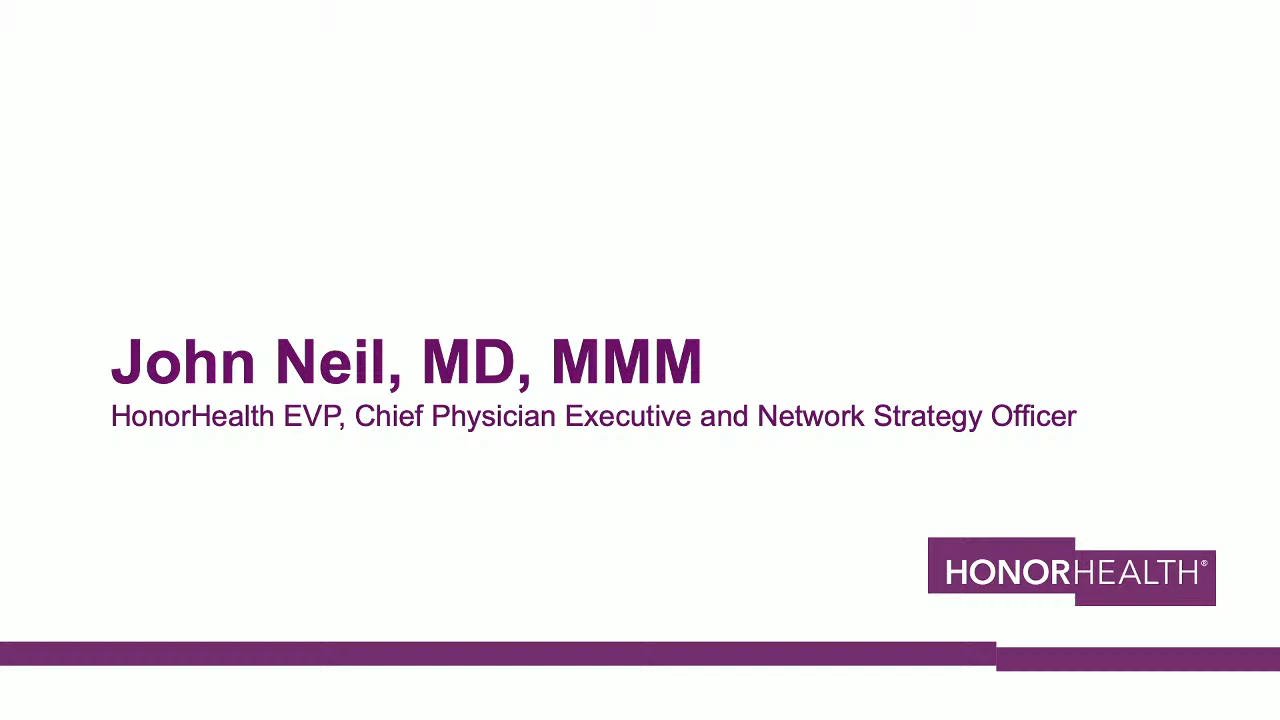 John Neil, MD, MMM
HonorHealth EVP, Chief Physician Executive and Network Strategy Officer
HONORHEALTH®